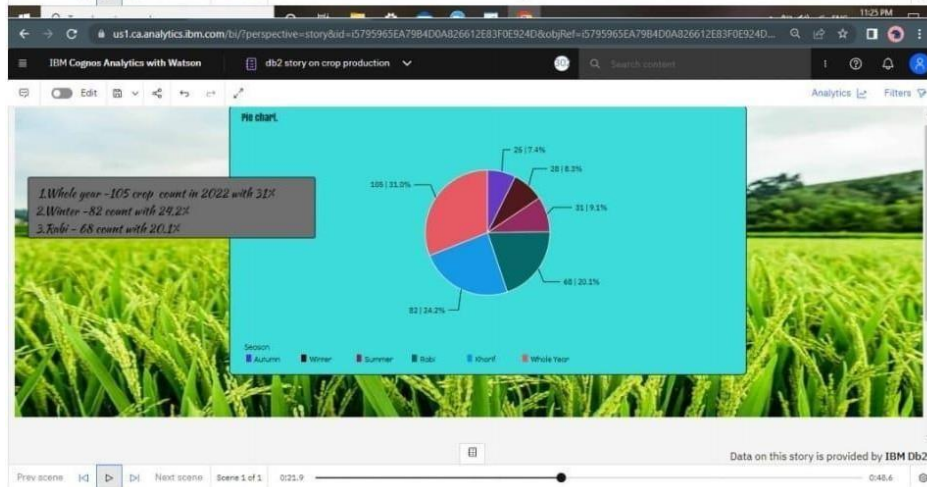 11:25 PM
us1.ca.analytics.ibm.com/bi/?perspective=story&id=i5795965EA79B4D0A826612E83F0E924D&objRef=i5795965EA79B4D0A826612E83F0E924D...
IBM Cognos Analytics with Watson
db2 story on crop production
Search content
Edit
Analytics
Filters
Pie chart.
25 | 7.4%
28 | 8.3%
105 | 31.0%
31 | 9.1%
1.Whole year -105 crop count in 2022 with 31%
2.Winter -82 count with 24.2%
3.Rabi - 68 count with 20.1%
68 | 20.1%
82 | 24.2%
Season
Autumn Winter Summer Rabi Kharif Whole Year
Data on this story is provided by IBM Db2
Prev scene Next scene Scene 1 of 1 0:21.9 0:48.6